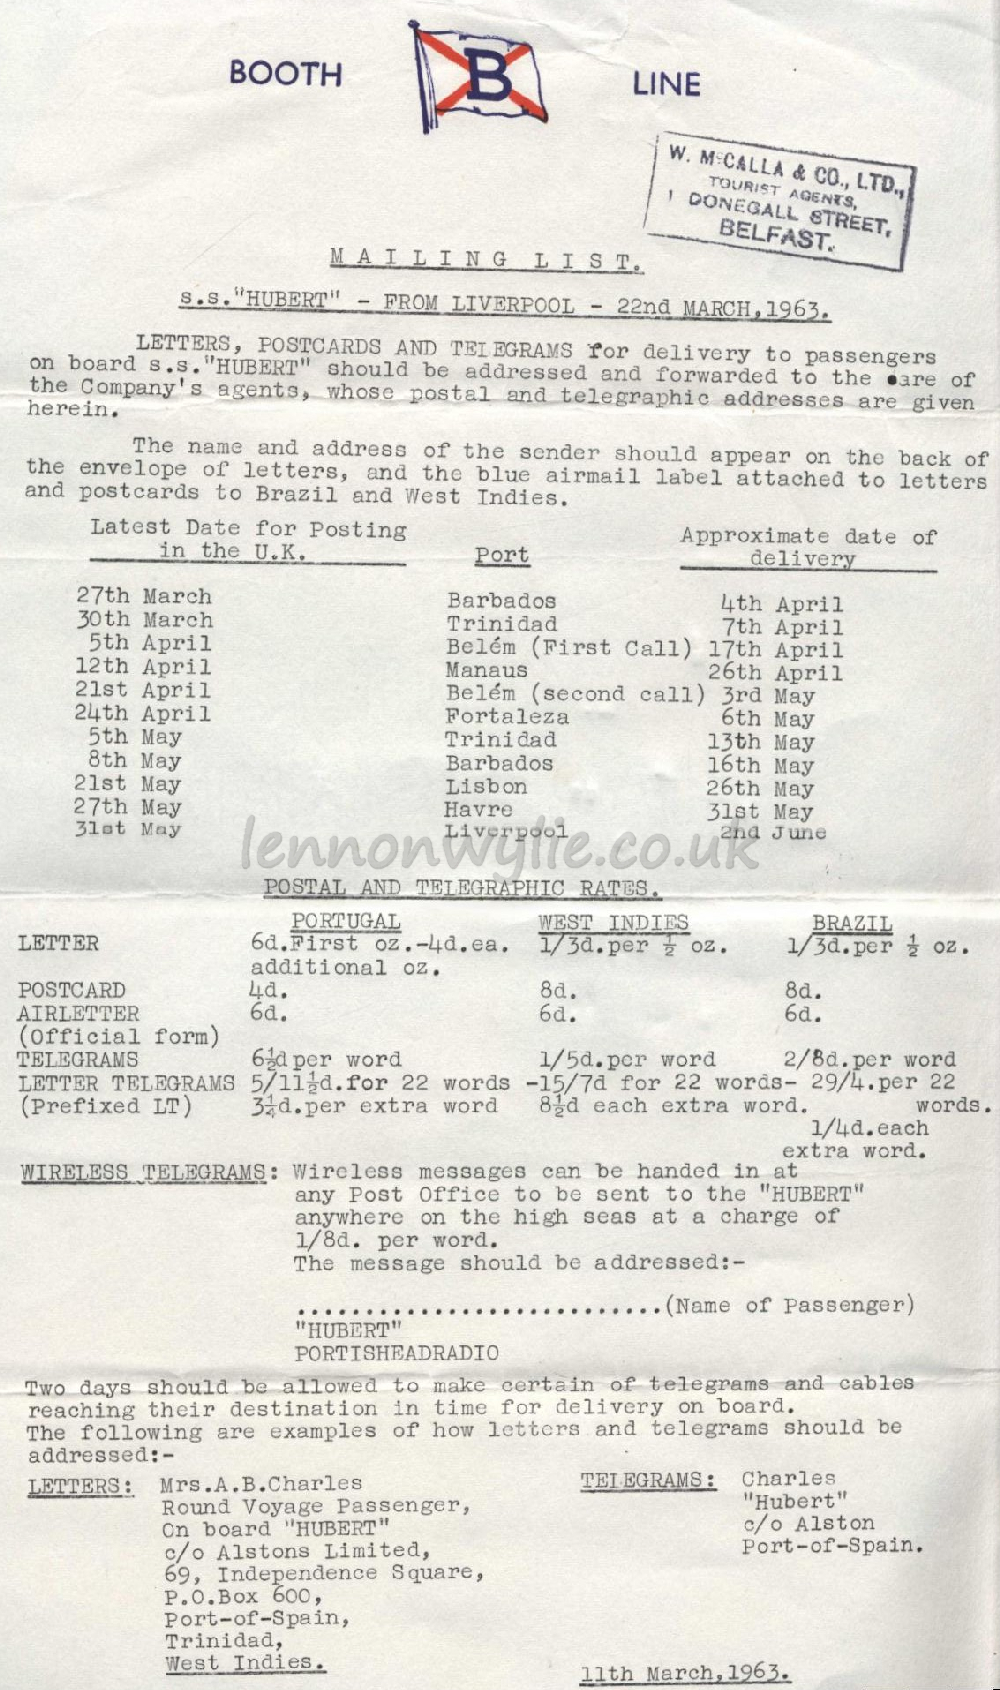 BOOTH B LINE
W. McCALLA & CO., LTD.,
TOURIST AGENTS,
1 DONEGALL STREET,
BELFAST.
MAILING LIST.
s.s."HUBERT" - FROM LIVERPOOL - 22nd MARCH,1963.
LETTERS, POSTCARDS AND TELEGRAMS for delivery to passengers
on board s.s."HUBERT" should be addressed and forwarded to the care of
the Company's agents, whose postal and telegraphic addresses are given
herein.
The name and address of the sender should appear on the back of
the envelope of letters, and the blue airmail label attached to letters
and postcards to Brazil and West Indies.
Latest Date for Posting Approximate date of
in the U.K. Port delivery
27th March Barbados 4th April
30th March Trinidad 7th April
5th April Belém (First Call) 17th April
12th April Manaus 26th April
21st April Belém (second call) 3rd May
24th April Fortaleza 6th May
5th May Trinidad 13th May
8th May Barbados 16th May
21st May Lisbon 26th May
27th May Havre 31st May
31st May Liverpool 2nd June
lennonwylie.co.uk
POSTAL AND TELEGRAPHIC RATES.
PORTUGAL WEST INDIES BRAZIL
LETTER 6d.First oz.-4d.ea. 1/3d.per ½ oz. 1/3d.per ½ oz.
additional oz.
POSTCARD 4d. 8d. 8d.
AIRLETTER 6d. 6d. 6d.
(Official form)
TELEGRAMS 6½d per word 1/5d.per word 2/8d.per word
LETTER TELEGRAMS 5/11½d.for 22 words -15/7d for 22 words- 29/4.per 22
(Prefixed LT) 3¼d.per extra word 8½d each extra word. words.
1/4d.each
extra word.
WIRELESS TELEGRAMS: Wireless messages can be handed in at
any Post Office to be sent to the "HUBERT"
anywhere on the high seas at a charge of
1/8d. per word.
The message should be addressed:-
...........................(Name of Passenger)
"HUBERT"
PORTISHEADRADIO
Two days should be allowed to make certain of telegrams and cables
reaching their destination in time for delivery on board.
The following are examples of how letters and telegrams should be
addressed:-
LETTERS: Mrs.A.B.Charles TELEGRAMS: Charles
Round Voyage Passenger, "Hubert"
On board "HUBERT" c/o Alston
c/o Alstons Limited, Port-of-Spain.
69, Independence Square,
P.O.Box 600,
Port-of-Spain,
Trinidad,
West Indies.
11th March,1963.